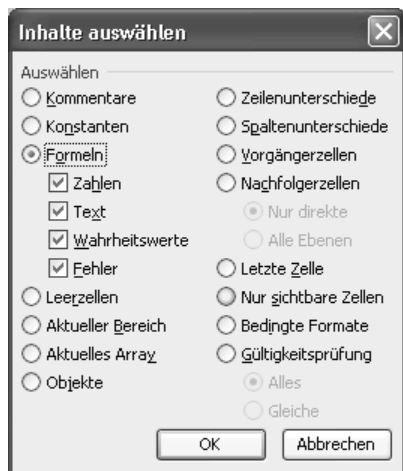 Inhalte auswählen
Auswählen
Kommentare
Konstanten
Formeln
Zahlen
Text
Wahrheitswerte
Fehler
Leerzellen
Aktueller Bereich
Aktuelles Array
Objekte
Zeilenunterschiede
Spaltenunterschiede
Vorgängerzellen
Nachfolgerzellen
Nur direkte
Alle Ebenen
Letzte Zelle
Nur sichtbare Zellen
Bedingte Formate
Gültigkeitsprüfung
Alles
Gleiche
OK
Abbrechen